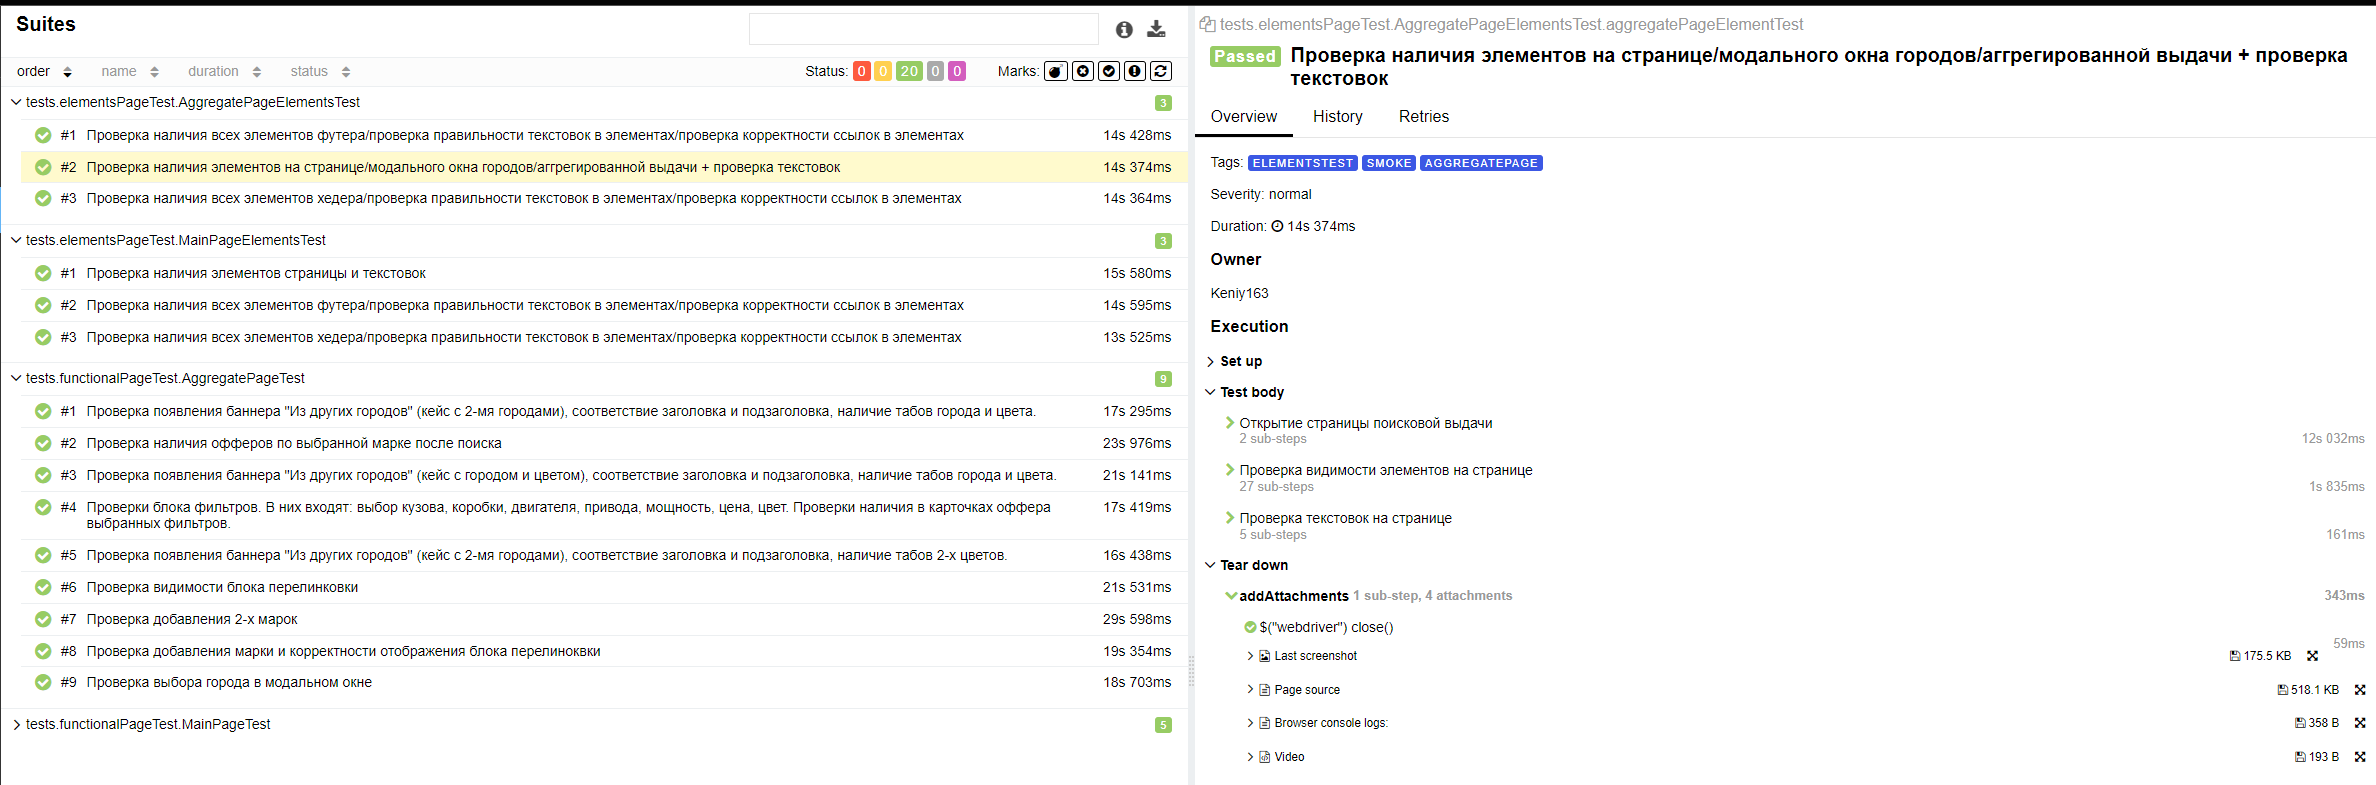 Suites
order name duration status Status: 0 0 20 0 0 Marks:
tests.elementsPageTest.AggregatePageElementsTest 3
#1 Проверка наличия всех элементов футера/проверка правильности текстовок в элементах/проверка корректности ссылок в элементах 14s 428ms
#2 Проверка наличия элементов на странице/модального окна городов/аггрегированной выдачи + проверка текстовок 14s 374ms
#3 Проверка наличия всех элементов хедера/проверка правильности текстовок в элементах/проверка корректности ссылок в элементах 14s 364ms
tests.elementsPageTest.MainPageElementsTest 3
#1 Проверка наличия элементов страницы и текстовок 15s 580ms
#2 Проверка наличия всех элементов футера/проверка правильности текстовок в элементах/проверка корректности ссылок в элементах 14s 595ms
#3 Проверка наличия всех элементов хедера/проверка правильности текстовок в элементах/проверка корректности ссылок в элементах 13s 525ms
tests.functionalPageTest.AggregatePageTest 9
#1 Проверка появления баннера "Из других городов" (кейс с 2-мя городами), соответствие заголовка и подзаголовка, наличие табов города и цвета. 17s 295ms
#2 Проверка наличия офферов по выбранной марке после поиска 23s 976ms
#3 Проверка появления баннера "Из других городов" (кейс с городом и цветом), соответствие заголовка и подзаголовка, наличие табов города и цвета. 21s 141ms
#4 Проверки блока фильтров. В них входят: выбор кузова, коробки, двигателя, привода, мощность, цена, цвет. Проверки наличия в карточках оффера 17s 419ms
выбранных фильтров.
#5 Проверка появления баннера "Из других городов" (кейс с 2-мя городами), соответствие заголовка и подзаголовка, наличие табов 2-х цветов. 16s 438ms
#6 Проверка видимости блока перелинковки 21s 531ms
#7 Проверка добавления 2-х марок 29s 598ms
#8 Проверка добавления марки и корректности отображения блока перелиноквки 19s 354ms
#9 Проверка выбора города в модальном окне 18s 703ms
tests.functionalPageTest.MainPageTest 5
tests.elementsPageTest.AggregatePageElementsTest.aggregatePageElementTest
Passed Проверка наличия элементов на странице/модального окна городов/аггрегированной выдачи + проверка
текстовок
Overview History Retries
Tags: ELEMENTSTEST SMOKE AGGREGATEPAGE
Severity: normal
Duration: 14s 374ms
Owner
Keniy163
Execution
Set up
Test body
Открытие страницы поисковой выдачи
2 sub-steps 12s 032ms
Проверка видимости элементов на странице
27 sub-steps 1s 835ms
Проверка текстовок на странице
5 sub-steps 161ms
Tear down
addAttachments 1 sub-step, 4 attachments 343ms
$("webdriver") close()
59ms
Last screenshot 175.5 KB
Page source 518.1 KB
Browser console logs: 358 B
Video 193 B